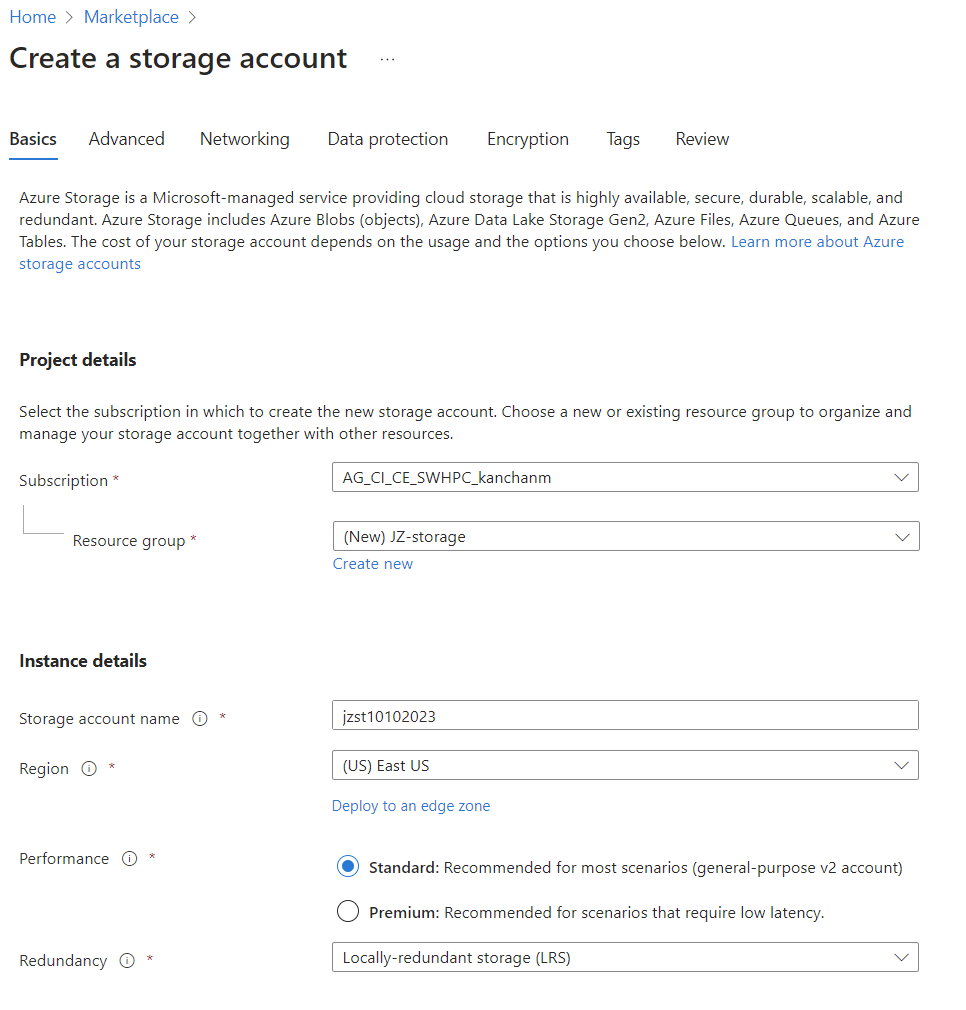 Home > Marketplace >
Create a storage account ...
Basics Advanced Networking Data protection Encryption Tags Review
Azure Storage is a Microsoft-managed service providing cloud storage that is highly available, secure, durable, scalable, and
redundant. Azure Storage includes Azure Blobs (objects), Azure Data Lake Storage Gen2, Azure Files, Azure Queues, and Azure
Tables. The cost of your storage account depends on the usage and the options you choose below. Learn more about Azure
storage accounts
Project details
Select the subscription in which to create the new storage account. Choose a new or existing resource group to organize and
manage your storage account together with other resources.
Subscription * AG_CI_CE_SWHPC_kanchanm
Resource group * (New) JZ-storage
Create new
Instance details
Storage account name * jzst10102023
Region * (US) East US
Deploy to an edge zone
Performance * Standard: Recommended for most scenarios (general-purpose v2 account)
Premium: Recommended for scenarios that require low latency.
Redundancy * Locally-redundant storage (LRS)